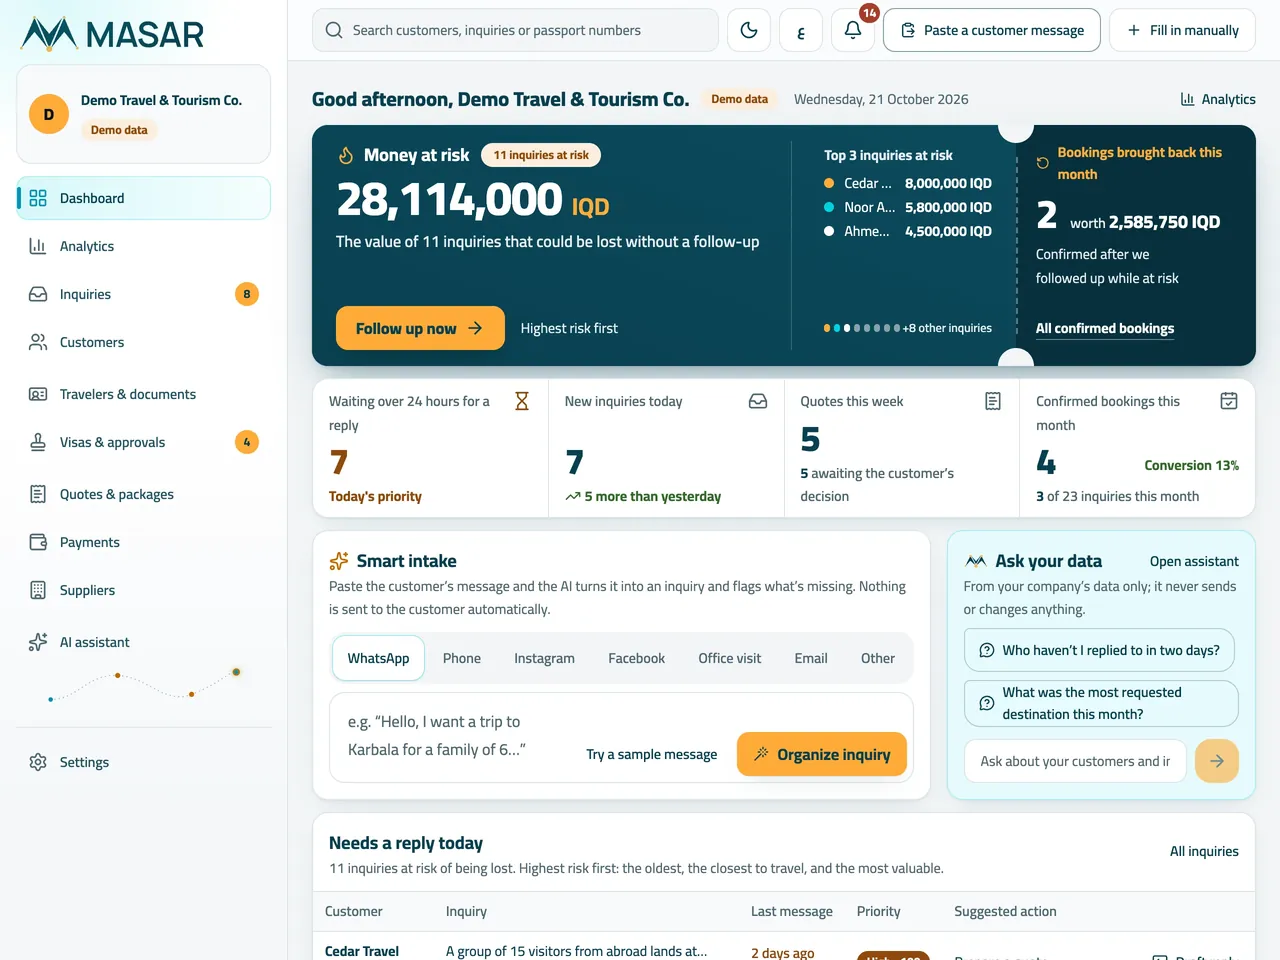 MASAR
D
Demo Travel & Tourism Co.
Demo data
Dashboard
Analytics
Inquiries
8
Customers
Travelers & documents
Visas & approvals
4
Quotes & packages
Payments
Suppliers
AI assistant
Settings
Search customers, inquiries or passport numbers
ع
14
Paste a customer message
Fill in manually
Good afternoon, Demo Travel & Tourism Co.
Demo data
Wednesday, 21 October 2026
Analytics
Money at risk
11 inquiries at risk
28,114,000 IQD
The value of 11 inquiries that could be lost without a follow-up
Follow up now
Highest risk first
Top 3 inquiries at risk
Cedar ... 8,000,000 IQD
Noor A... 5,800,000 IQD
Ahme... 4,500,000 IQD
+8 other inquiries
Bookings brought back this
month
2 worth 2,585,750 IQD
Confirmed after we
followed up while at risk
All confirmed bookings
Waiting over 24 hours for a
reply
7
Today's priority
New inquiries today
7
5 more than yesterday
Quotes this week
5
5 awaiting the customer's
decision
Confirmed bookings this
month
4
Conversion 13%
3 of 23 inquiries this month
Smart intake
Paste the customer's message and the AI turns it into an inquiry and flags what's missing. Nothing
is sent to the customer automatically.
WhatsApp
Phone
Instagram
Facebook
Office visit
Email
Other
e.g. “Hello, I want a trip to
Karbala for a family of 6...”
Try a sample message
Organize inquiry
Ask your data
Open assistant
From your company's data only; it never sends
or changes anything.
Who haven't I replied to in two days?
What was the most requested
destination this month?
Ask about your customers and ir
Needs a reply today
11 inquiries at risk of being lost. Highest risk first: the oldest, the closest to travel, and the most valuable.
All inquiries
Customer
Inquiry
Last message
Priority
Suggested action
Cedar Travel
A group of 15 visitors from abroad lands at...
2 days ago